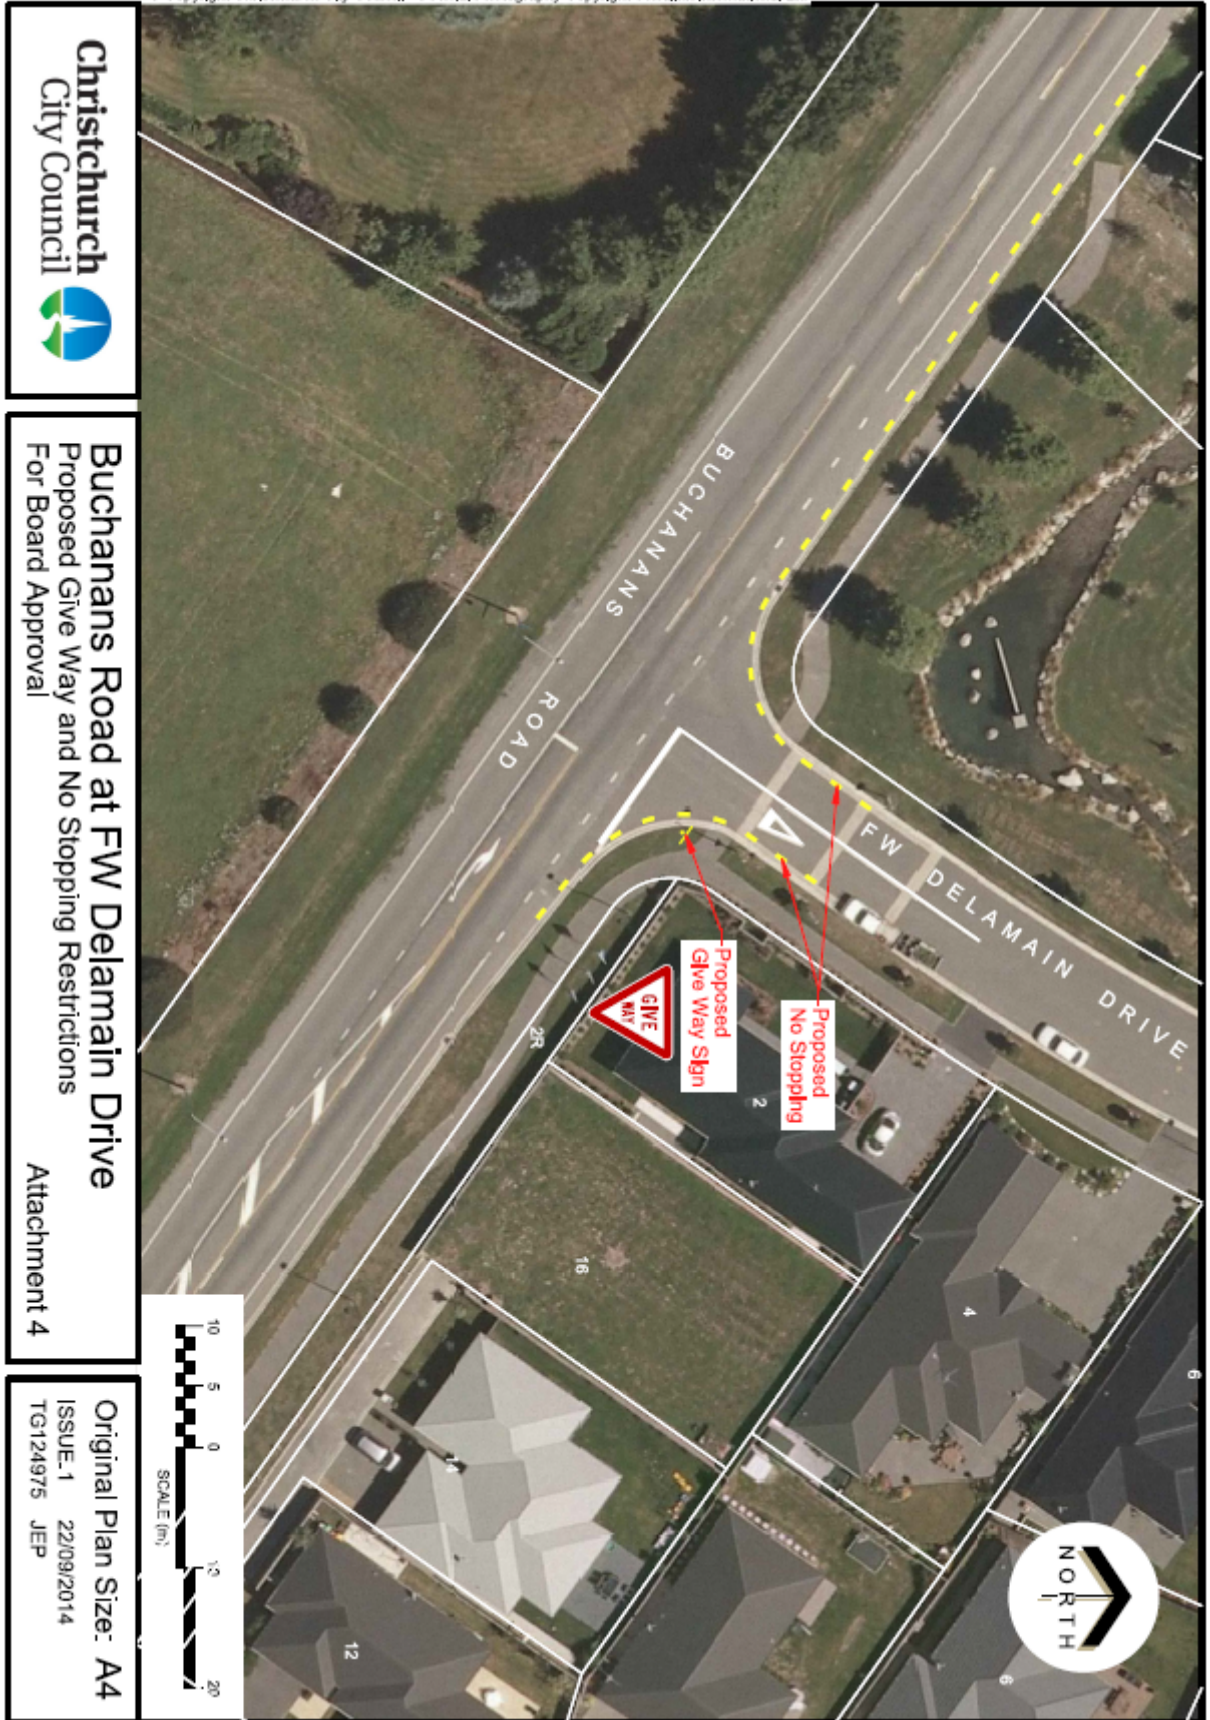 Christchurch
City Council
Buchanans Road at FW Delamain Drive
Proposed Give Way and No Stopping Restrictions
For Board Approval
Attachment 4
Original Plan Size: A4
ISSUE.1 22/09/2014
TG124975 JEP
BUCHANANS
ROAD
FW DELAMAIN DRIVE
Proposed
No Stopping
Proposed
Give Way Sign
GIVE
WAY
2R
2
4
6
16
14
12
6
NORTH
10 5 0 10 20
SCALE (m)